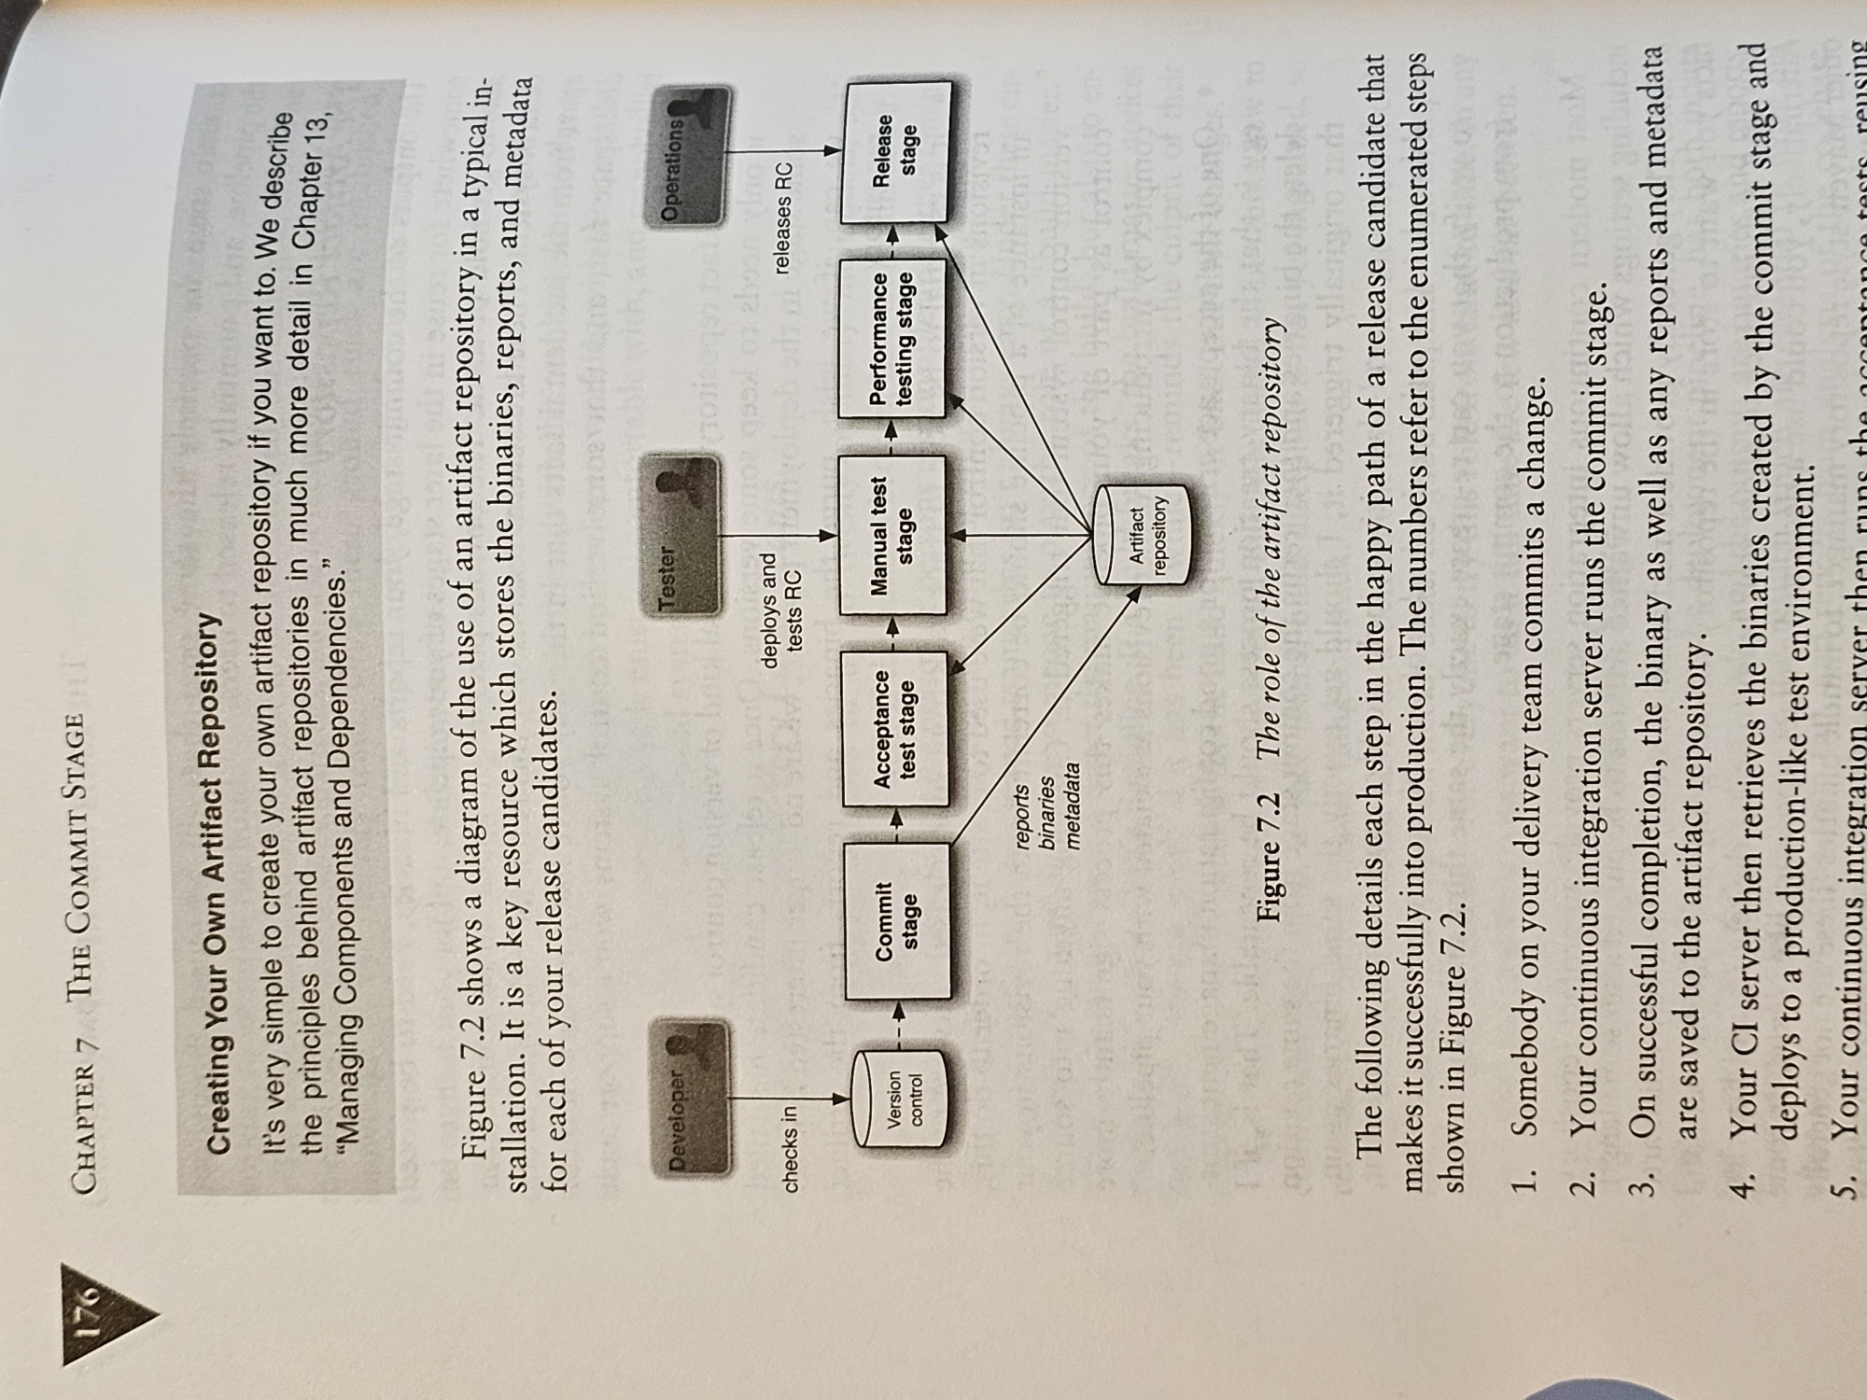 176
CHAPTER 7 THE COMMIT STAGE
Creating Your Own Artifact Repository
It's very simple to create your own artifact repository if you want to. We describe
the principles behind artifact repositories in much more detail in Chapter 13,
“Managing Components and Dependencies.”
Figure 7.2 shows a diagram of the use of an artifact repository in a typical in-
stallation. It is a key resource which stores the binaries, reports, and metadata
for each of your release candidates.
Developer
Tester
Operations
checks in
deploys and
tests RC
releases RC
Version
control
Commit
stage
Acceptance
test stage
Manual test
stage
Performance
testing stage
Release
stage
reports
binaries
metadata
Artifact
repository
Figure 7.2 The role of the artifact repository
The following details each step in the happy path of a release candidate that
makes it successfully into production. The numbers refer to the enumerated steps
shown in Figure 7.2.
1. Somebody on your delivery team commits a change.
2. Your continuous integration server runs the commit stage.
3. On successful completion, the binary as well as any reports and metadata
are saved to the artifact repository.
4. Your CI server then retrieves the binaries created by the commit stage and
deploys to a production-like test environment.
5. Your continuous integration server then runs the acceptance tests, reusing